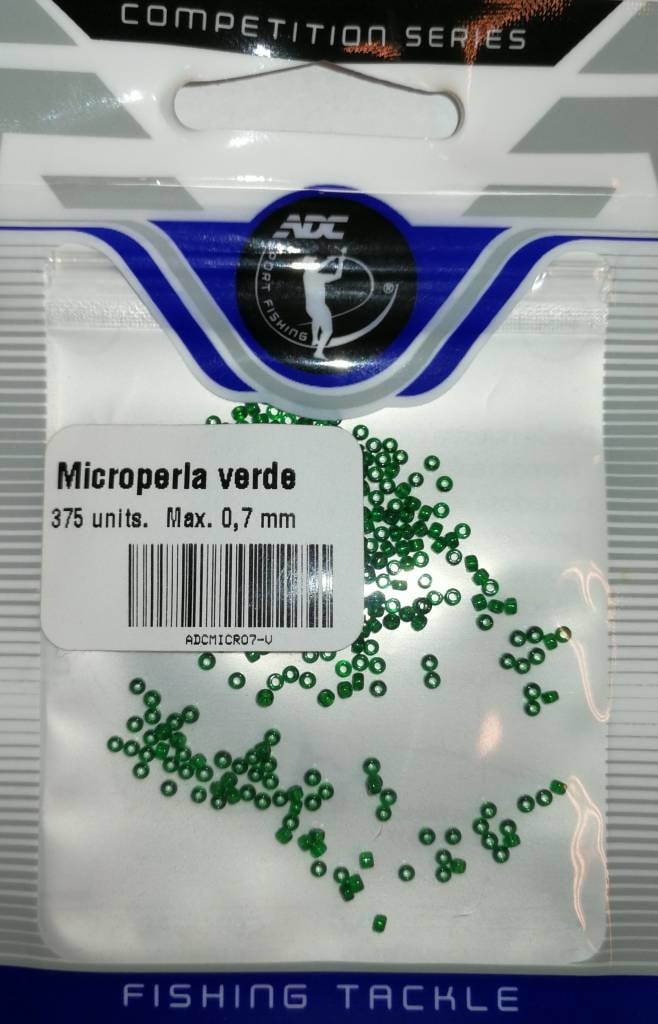 COMPETITION SERIES
ADC
SPORT FISHING
®
Microperla verde
375 units. Max. 0,7 mm
ADCMICRO7-V
FISHING TACKLE